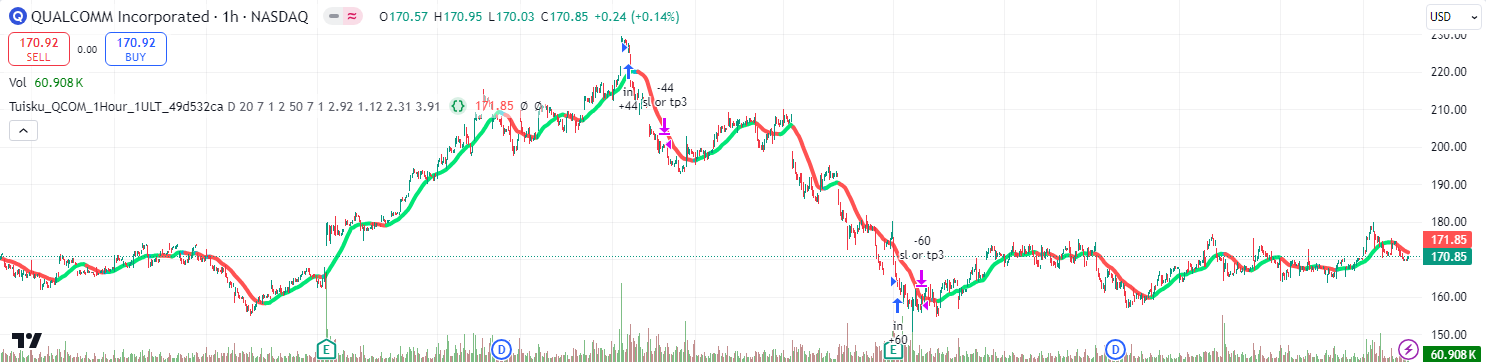 QUALCOMM Incorporated · 1h · NASDAQ O170.57 H170.95 L170.03 C170.85 +0.24 (+0.14%)
USD
230.00
170.92 SELL
0.00
170.92 BUY
Vol 60.908 K
Tuisku_QCOM_1Hour_1ULT_49d532ca D 20 7 1 2 50 7 1 2.92 1.12 2.31 3.91 {} 171.85 Ø Ø
in
+44
-44
sl or tp3
-60
sl or tp3
in
+60
220.00
210.00
200.00
190.00
180.00
171.85
170.85
160.00
150.00
60.908 K
E
D
E
D